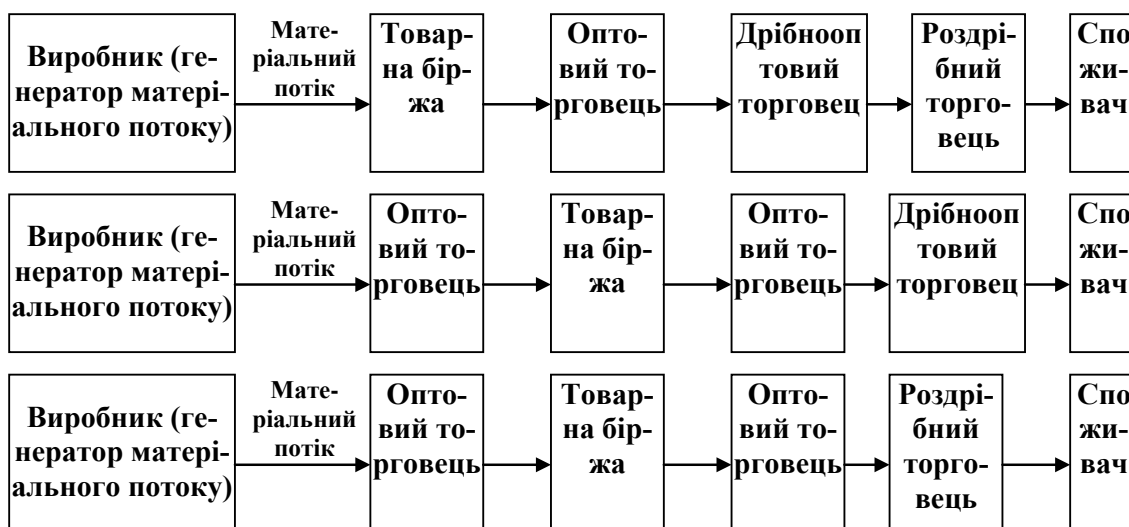 Виробник (ге-
нератор матері-
ального потоку)
Мате-
ріальний
потік
Товар-
на бір-
жа
Опто-
вий то-
рговець
Дрібнооп
товий
торговец
Роздрі-
бний
торго-
вець
Спо
жи-
вач
Виробник (ге-
нератор матері-
ального потоку)
Мате-
ріальний
потік
Опто-
вий то-
рговець
Товар-
на бір-
жа
Опто-
вий то-
рговець
Дрібнооп
товий
торговец
Спо
жи-
вач
Виробник (ге-
нератор матері-
ального потоку)
Мате-
ріальний
потік
Опто-
вий то-
рговець
Товар-
на бір-
жа
Опто-
вий то-
рговець
Роздрі-
бний
торго-
вець
Спо
жи-
вач